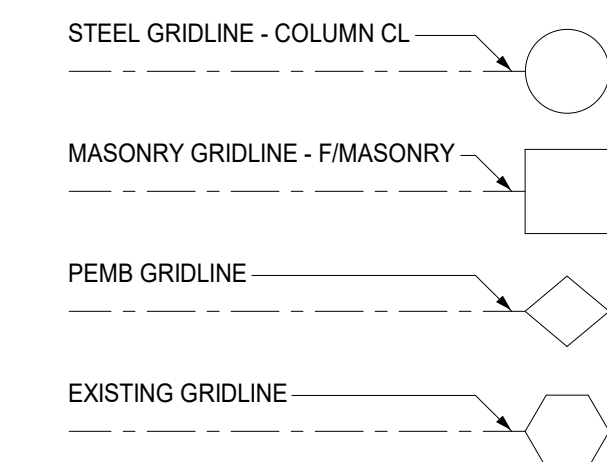 STEEL GRIDLINE - COLUMN CL
MASONRY GRIDLINE - F/MASONRY
PEMB GRIDLINE
EXISTING GRIDLINE